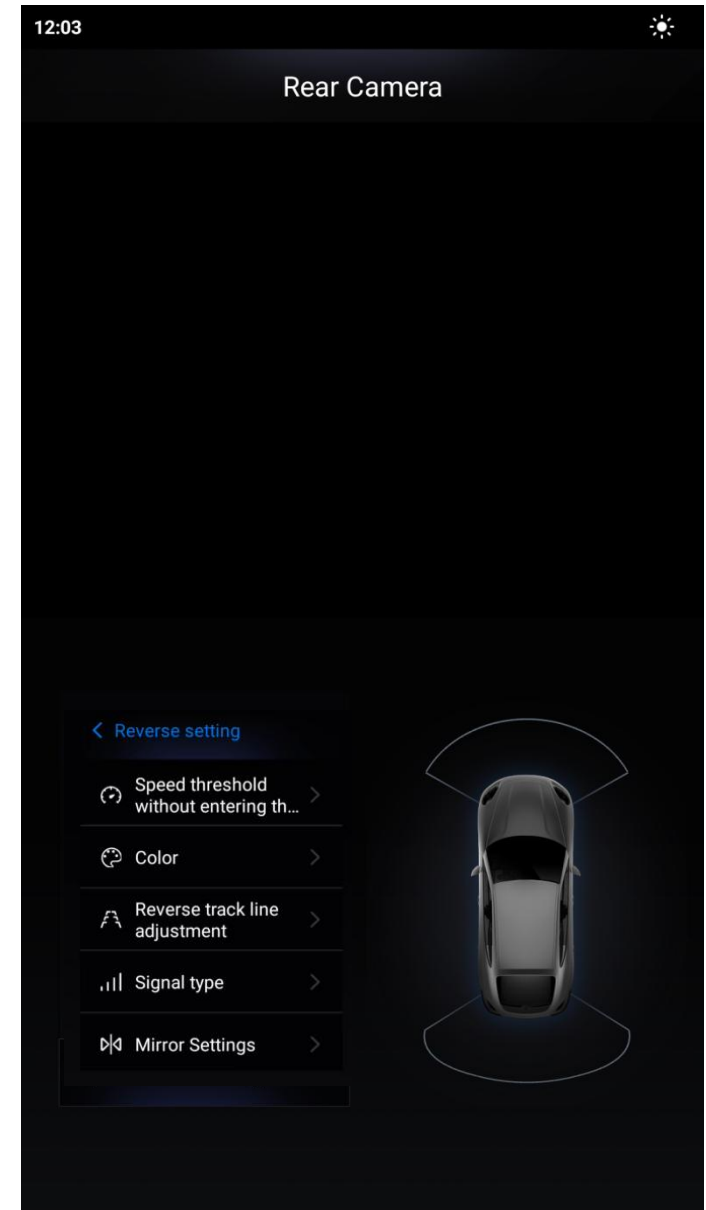 12:03
Rear Camera
Reverse setting
Speed threshold
without entering th...
Color
Reverse track line
adjustment
Signal type
Mirror Settings